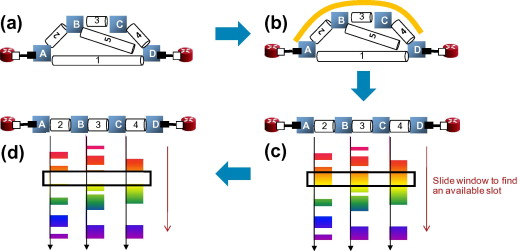 (a)
B
3
C
2
4
5
A
D
1
(b)
B
3
C
2
4
5
A
D
1
A 2 B 3 C 4 D
(d)
A 2 B 3 C 4 D
(c)
Slide window to find
an available slot